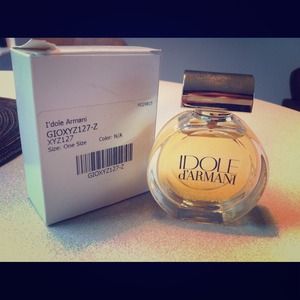 I'dole Armani
GIOXYZ127-Z
XYZ127
Color: N/A
Size: One Size
GIOXYZ127-Z
IDOLE
d'ARMANI